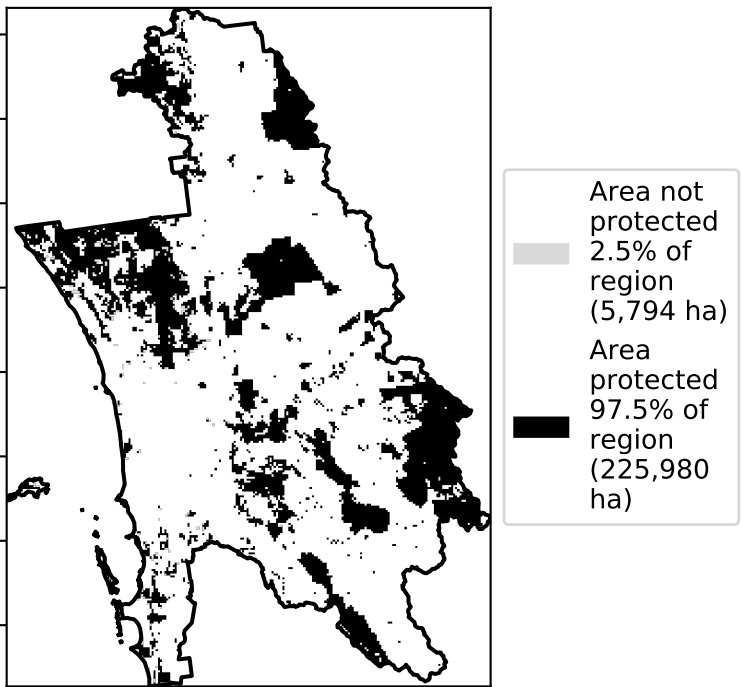 Area not
protected
2.5% of
region
(5,794 ha)
Area
protected
97.5% of
region
(225,980
ha)